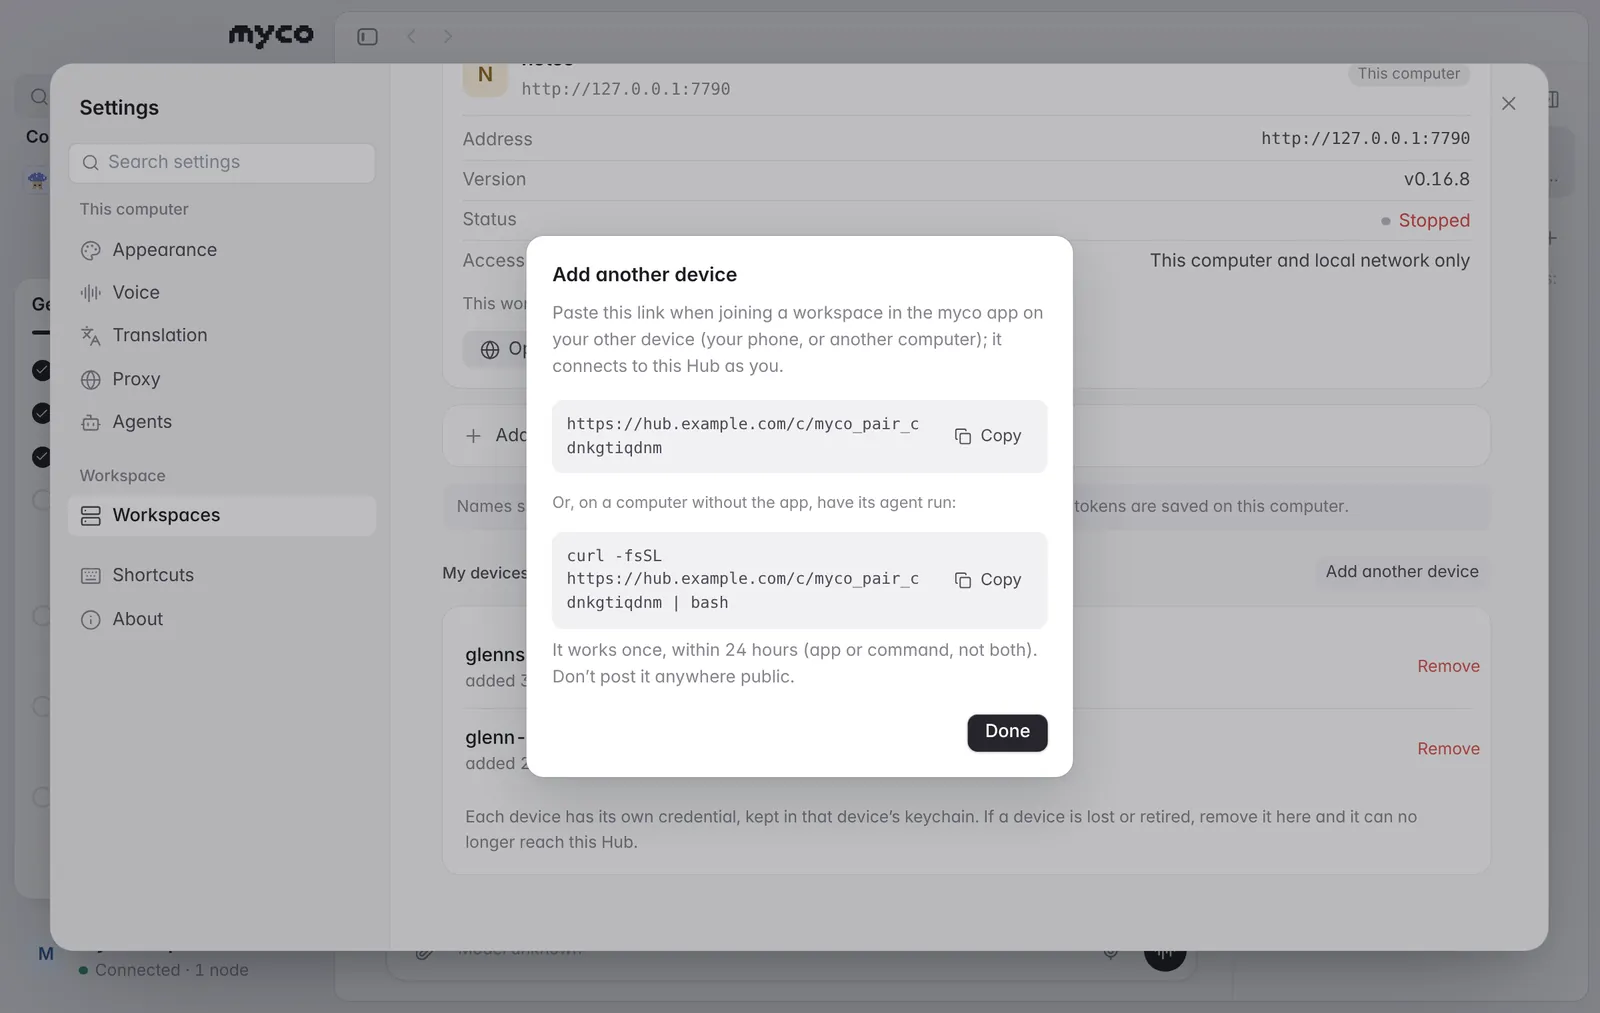 myco
Settings
Search settings
This computer
Appearance
Voice
Translation
Proxy
Agents
Workspace
Workspaces
Shortcuts
About
N
http://127.0.0.1:7790
This computer
Address
http://127.0.0.1:7790
Version
v0.16.8
Status
Stopped
Access
This computer and local network only
Add another device
Paste this link when joining a workspace in the myco app on
your other device (your phone, or another computer); it
connects to this Hub as you.
https://hub.example.com/c/myco_pair_c
dnkgtiqdnm
Copy
Or, on a computer without the app, have its agent run:
curl -fsSL
https://hub.example.com/c/myco_pair_c
dnkgtiqdnm | bash
Copy
It works once, within 24 hours (app or command, not both).
Don’t post it anywhere public.
Done
This
Names
tokens are saved on this computer.
My devices
Add another device
glenns
added
Remove
glenn-
added
Remove
Each device has its own credential, kept in that device’s keychain. If a device is lost or retired, remove it here and it can no
longer reach this Hub.
M
Connected · 1 node